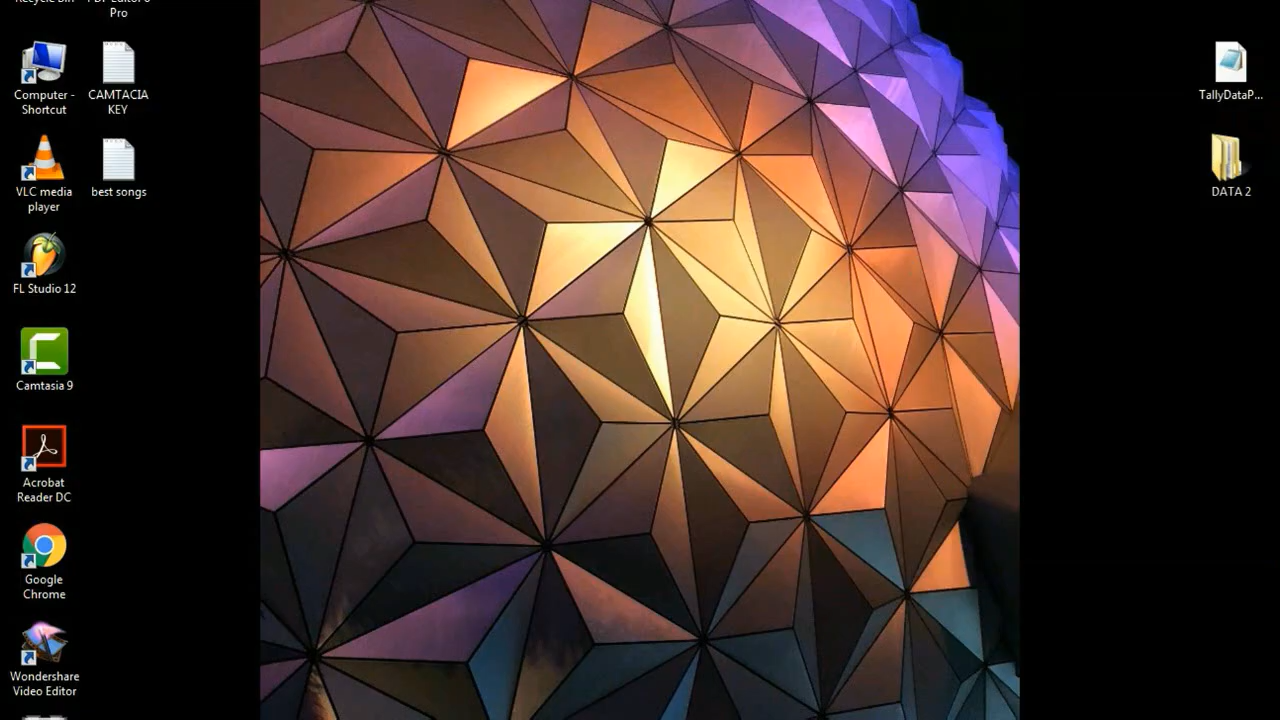 Recycle Bin
PDF Editor 6
Pro
Computer -
Shortcut
CAMTACIA
KEY
VLC media
player
best songs
FL Studio 12
Camtasia 9
Acrobat
Reader DC
Google
Chrome
Wondershare
Video Editor
TallyDataP...
DATA 2